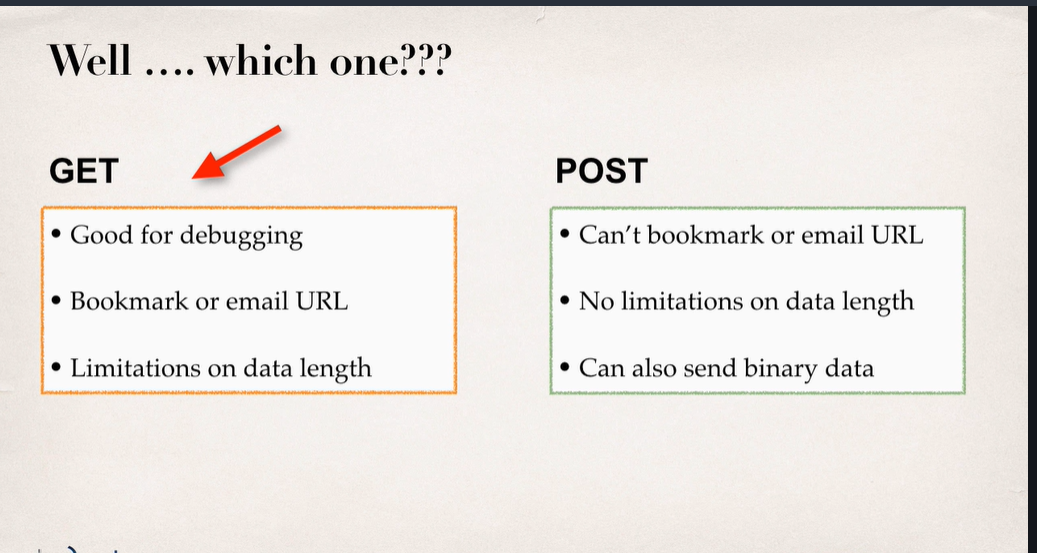 Well .... which one???
GET
• Good for debugging
• Bookmark or email URL
• Limitations on data length
POST
• Can’t bookmark or email URL
• No limitations on data length
• Can also send binary data